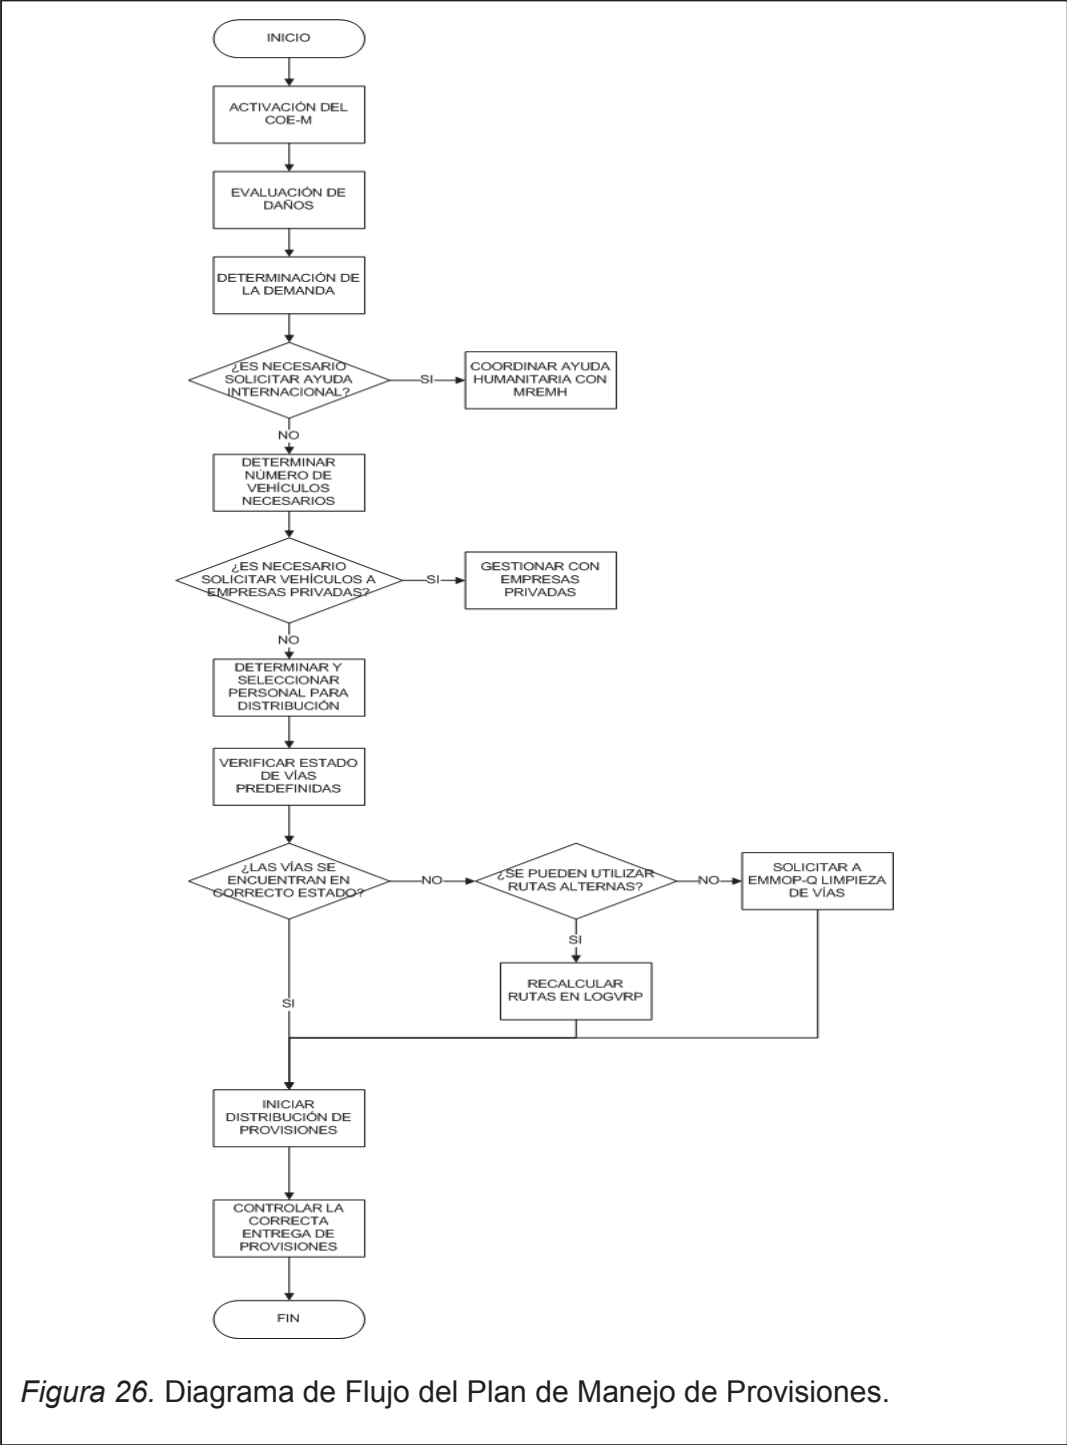 INICIO
ACTIVACIÓN DEL
COE-M
EVALUACIÓN DE
DAÑOS
DETERMINACIÓN DE
LA DEMANDA
¿ES NECESARIO
SOLICITAR AYUDA
INTERNACIONAL?
SI
COORDINAR AYUDA
HUMANITARIA CON
MREMH
NO
DETERMINAR
NÚMERO DE
VEHÍCULOS
NECESARIOS
¿ES NECESARIO
SOLICITAR VEHÍCULOS A
EMPRESAS PRIVADAS?
SI
GESTIONAR CON
EMPRESAS
PRIVADAS
NO
DETERMINAR Y
SELECCIONAR
PERSONAL PARA
DISTRIBUCIÓN
VERIFICAR ESTADO
DE VÍAS
PREDEFINIDAS
¿LAS VÍAS SE
ENCUENTRAN EN
CORRECTO ESTADO?
NO
¿SE PUEDEN UTILIZAR
RUTAS ALTERNAS?
NO
SOLICITAR A
EMMOP-Q LIMPIEZA
DE VÍAS
SI
RECALCULAR
RUTAS EN LOGVRP
SI
INICIAR
DISTRIBUCIÓN DE
PROVISIONES
CONTROLAR LA
CORRECTA
ENTREGA DE
PROVISIONES
FIN
Figura 26. Diagrama de Flujo del Plan de Manejo de Provisiones.